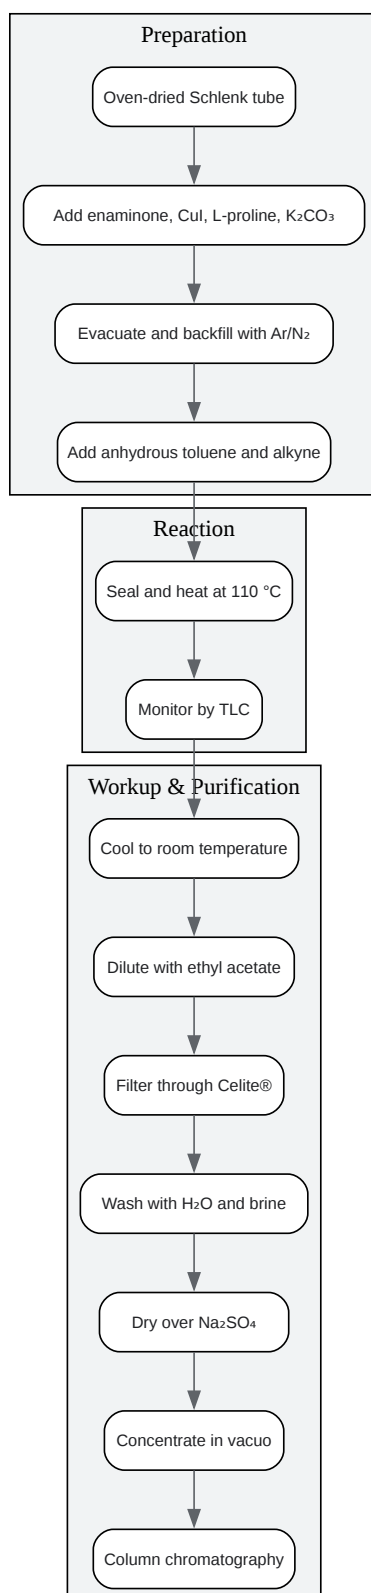 Preparation
Oven-dried Schlenk tube
Add enaminone, CuI, L-proline, K₂CO₃
Evacuate and backfill with Ar/N₂
Add anhydrous toluene and alkyne
Reaction
Seal and heat at 110 °C
Monitor by TLC
Workup & Purification
Cool to room temperature
Dilute with ethyl acetate
Filter through Celite®
Wash with H₂O and brine
Dry over Na₂SO₄
Concentrate in vacuo
Column chromatography